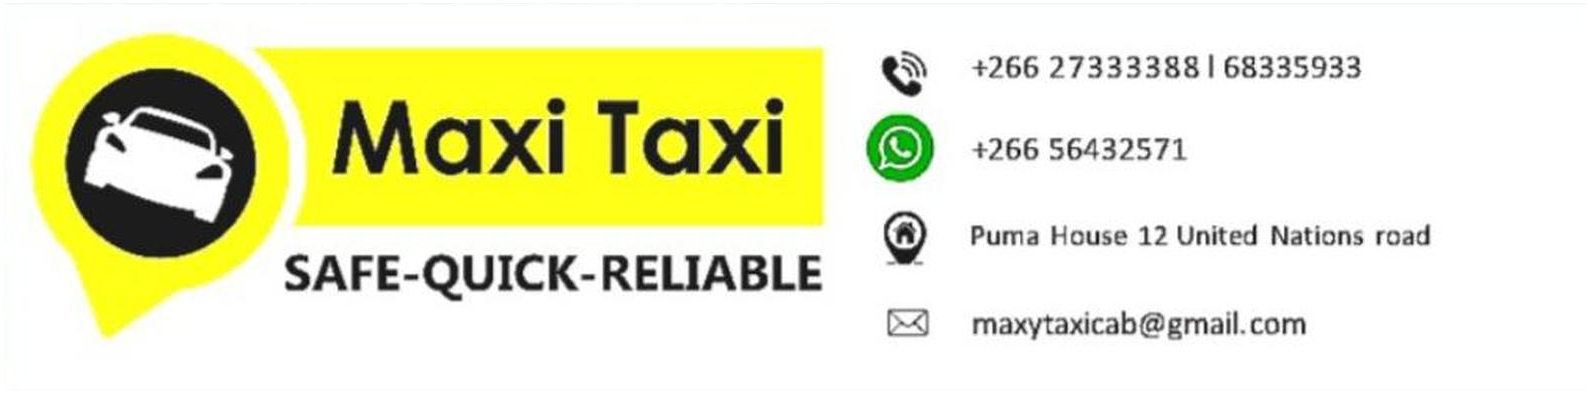 Maxi Taxi
SAFE-QUICK-RELIABLE
+266 27333388 | 68335933
+266 56432571
Puma House 12 United Nations road
maxytaxicab@gmail.com